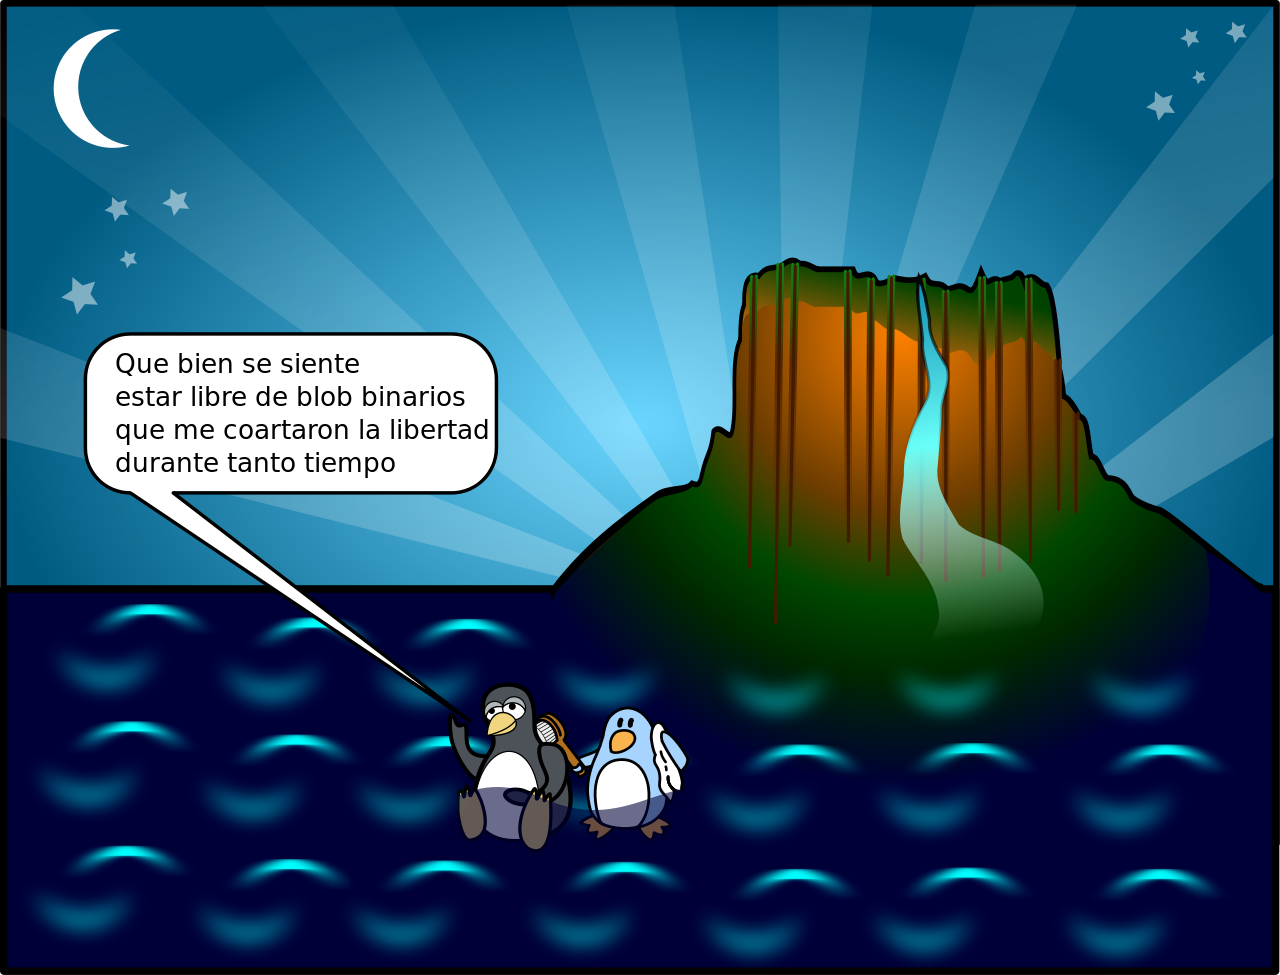 Que bien se siente
estar libre de blob binarios
que me coartaron la libertad
durante tanto tiempo